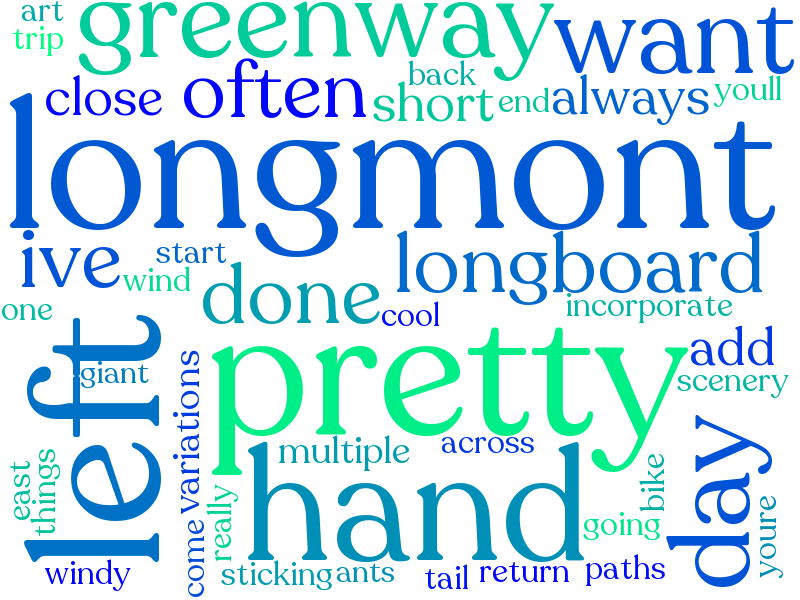 art
trip
greenway
want
close
often
back
short
end
always
youll
longmont
ive
start
wind
longboard
one
done
cool
incorporate
left
giant
pretty
add
scenery
variations
multiple
across
east
things
hand
day
bike
really
come
going
youre
windy
sticking
ants
tail
return
paths